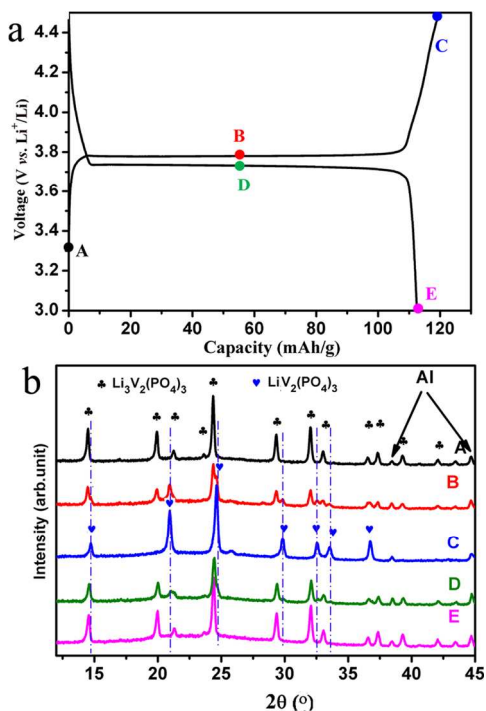 a
4.4
4.0
3.8
3.6
3.4
3.2
3.0
Voltage (V vs. Li⁺/Li)
A
B
C
D
E
0 20 40 60 80 100 120 140
Capacity (mAh/g)
b
♣ Li₃V₂(PO₄)₃ ♥ LiV₂(PO₄)₃
Al
A
B
C
D
E
Intensity (arb.unit)
15 20 25 30 35 40 45
2θ (°)